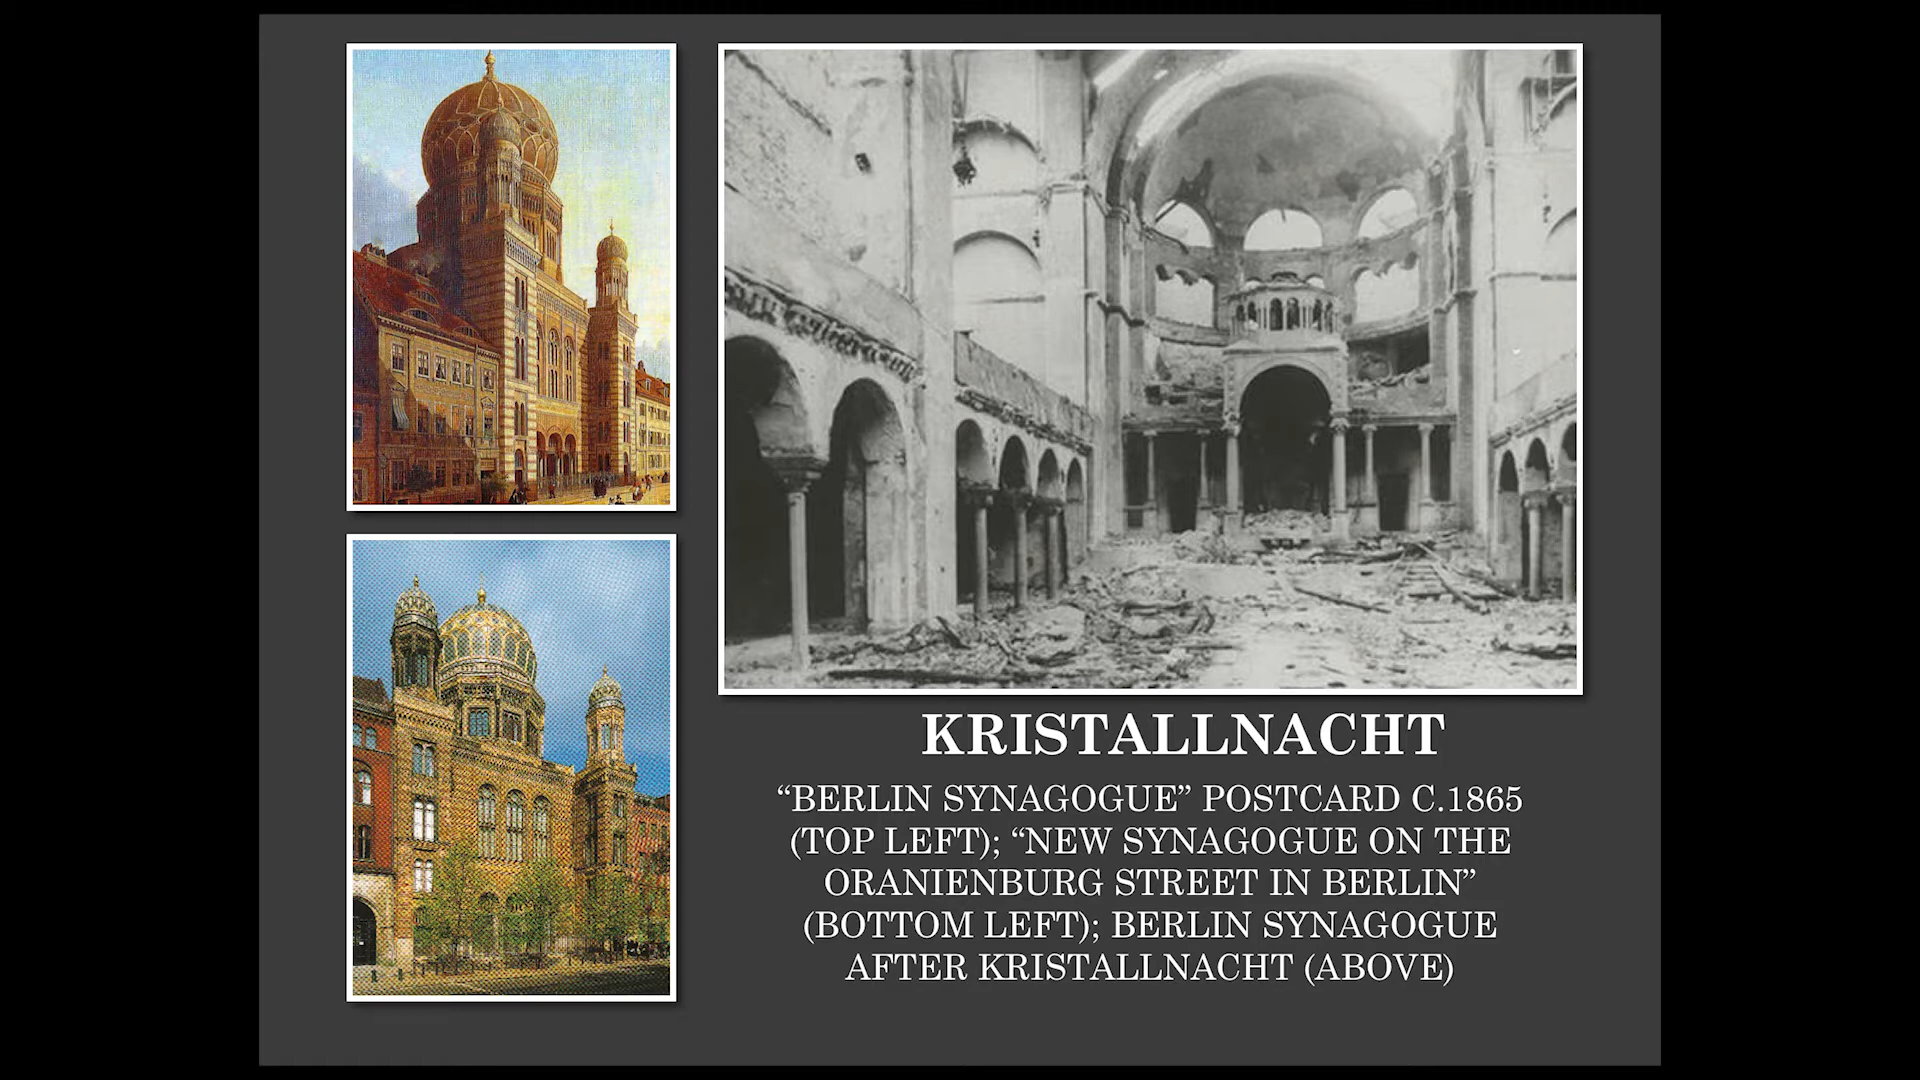 KRISTALLNACHT
“BERLIN SYNAGOGUE” POSTCARD C.1865
(TOP LEFT); “NEW SYNAGOGUE ON THE
ORANIENBURG STREET IN BERLIN”
(BOTTOM LEFT); BERLIN SYNAGOGUE
AFTER KRISTALLNACHT (ABOVE)